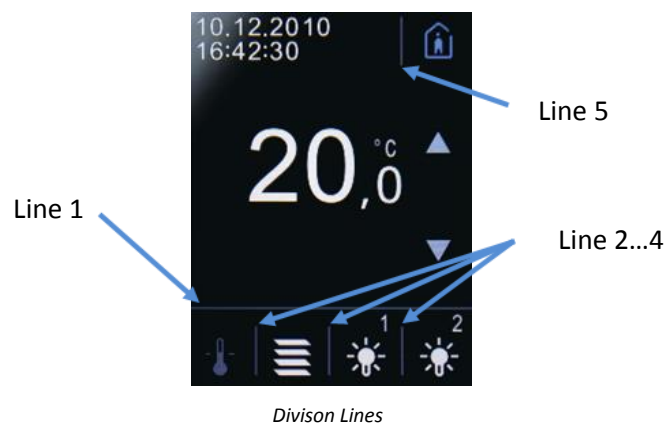 10.12.2010
16:42:30
Line 5
20,0 °C
Line 1
Line 2...4
1
2
Divison Lines